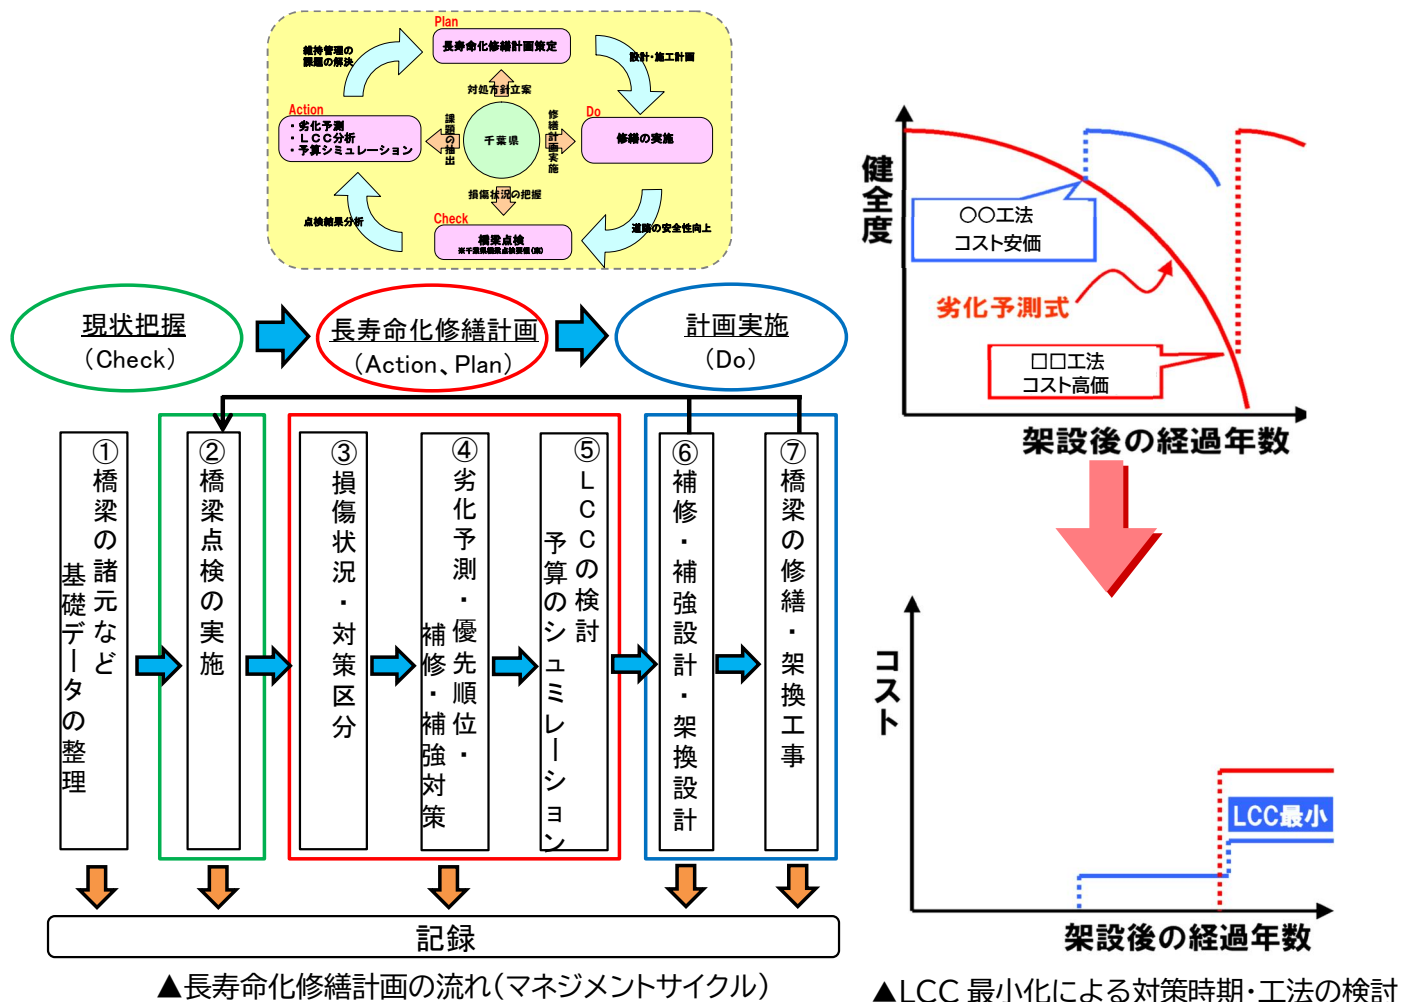 Plan
長寿命化修繕計画策定
維持管理の
課題の解決
設計・施工計画
対処方針立案
Action
・劣化予測
・LCC分析
・予算シミュレーション
課題の抽出
千葉県
修繕計画実施
Do
修繕の実施
損傷状況の把握
点検結果分析
Check
橋梁点検
※千葉県橋梁点検要領(案)
道路の安全性向上
現状把握
(Check)
長寿命化修繕計画
(Action、Plan)
計画実施
(Do)
①橋梁の諸元など
基礎データの整理
②橋梁点検の実施
③損傷状況・対策区分
④劣化予測・優先順位・
補修・補強対策
⑤LCCの検討
予算のシュミレーション
⑥補修・補強設計・架換設計
⑦橋梁の修繕・架換工事
記録
▲長寿命化修繕計画の流れ(マネジメントサイクル)
健全度
○○工法
コスト安価
劣化予測式
□□工法
コスト高価
架設後の経過年数
コスト
LCC最小
架設後の経過年数
▲LCC 最小化による対策時期・工法の検討